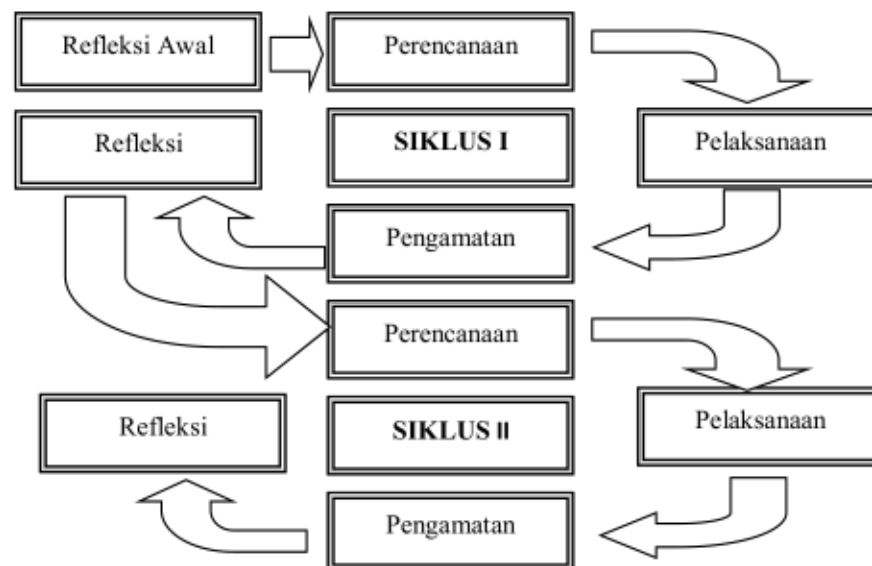 Refleksi Awal
Perencanaan
Refleksi
SIKLUS I
Pelaksanaan
Pengamatan
Perencanaan
Refleksi
SIKLUS II
Pelaksanaan
Pengamatan